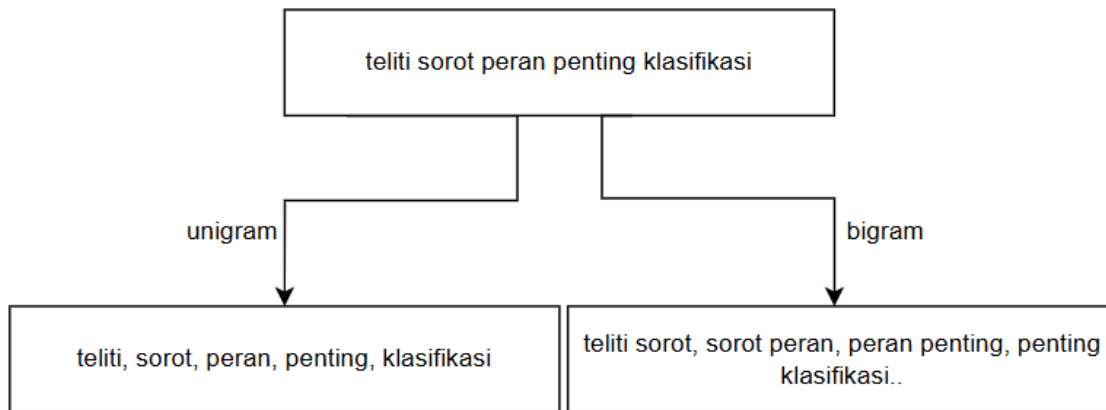 teliti sorot peran penting klasifikasi
unigram
bigram
teliti, sorot, peran, penting, klasifikasi
teliti sorot, sorot peran, peran penting, penting
klasifikasi..